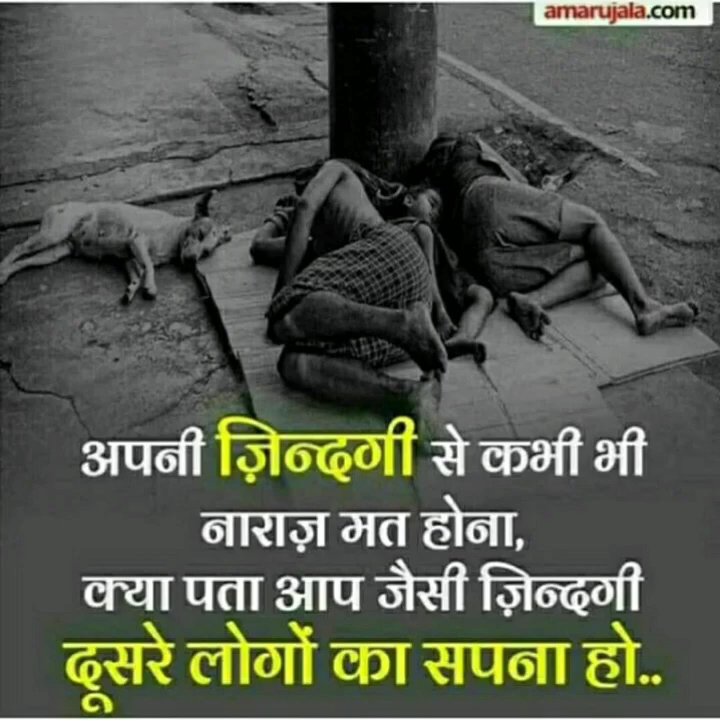 amarujala.com
अपनी ज़िन्दगी से कभी भी
नाराज़ मत होना,
क्या पता आप जैसी ज़िन्दगी
दूसरे लोगों का सपना हो..